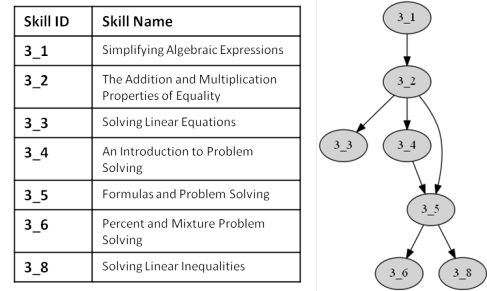 Skill ID Skill Name
3_1 Simplifying Algebraic Expressions
3_2 The Addition and Multiplication
Properties of Equality
3_3 Solving Linear Equations
3_4 An Introduction to Problem
Solving
3_5 Formulas and Problem Solving
3_6 Percent and Mixture Problem
Solving
3_8 Solving Linear Inequalities
3_1
3_2
3_3 3_4
3_5
3_6 3_8